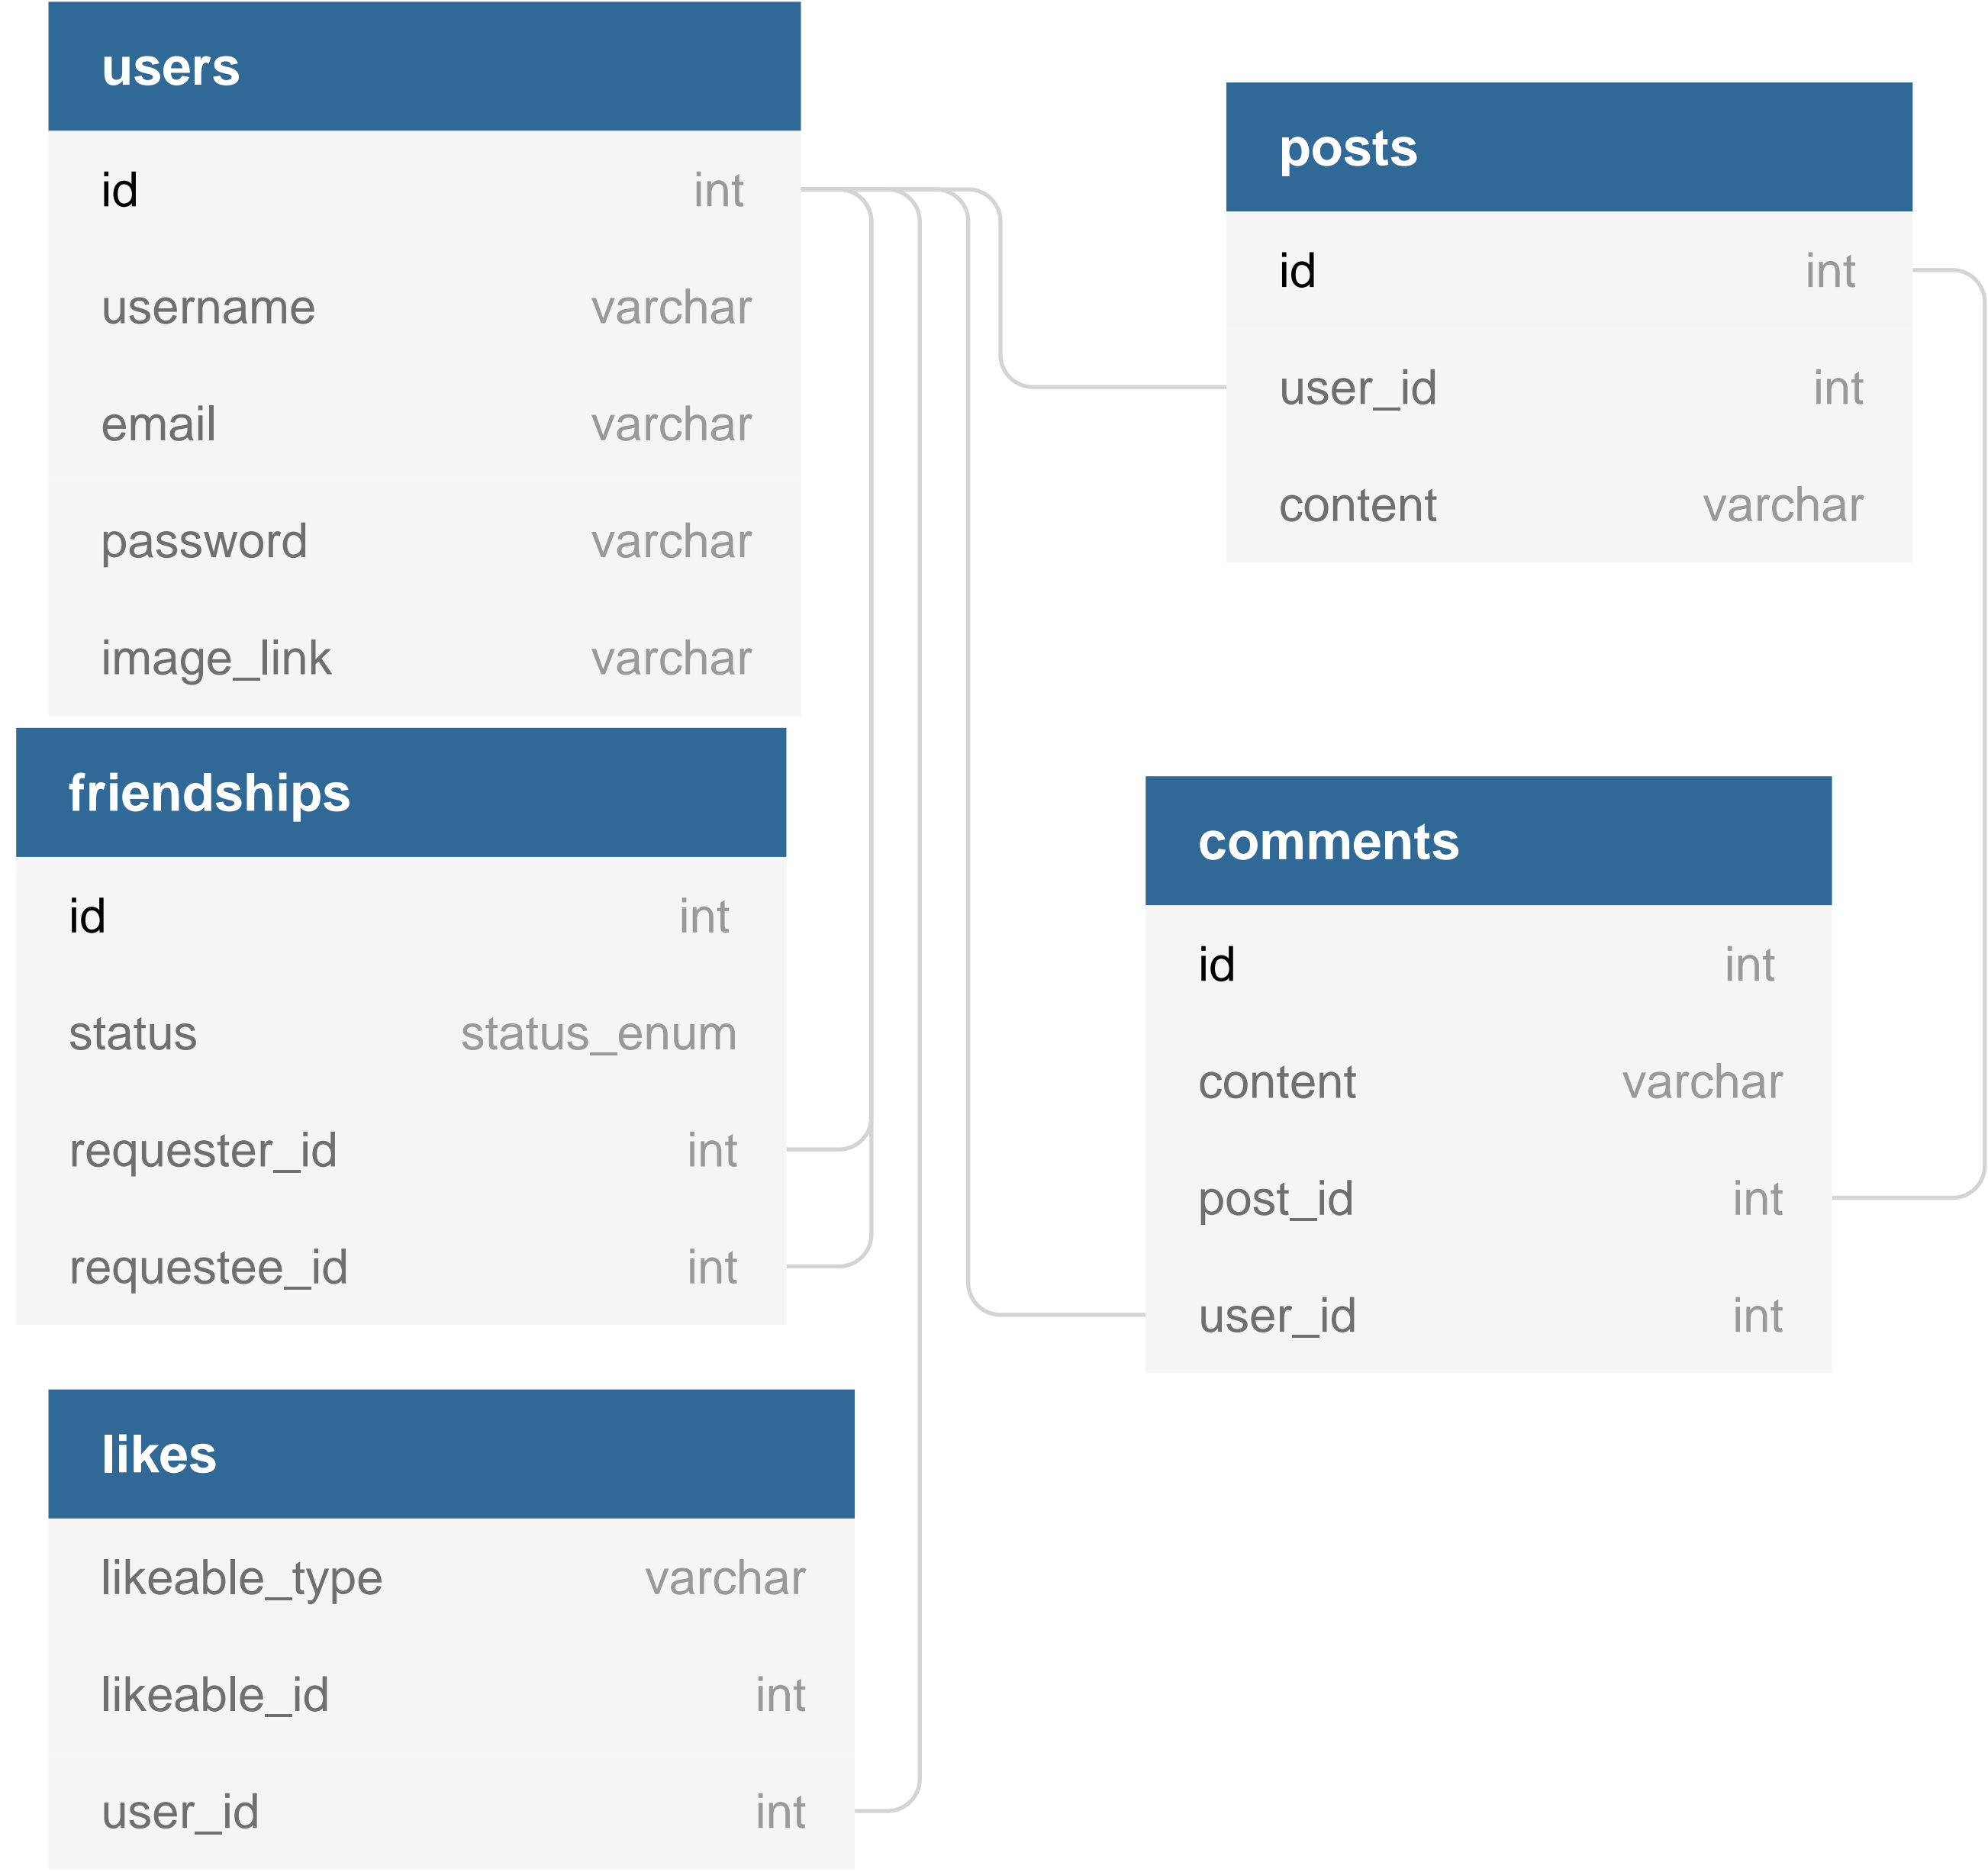 users
id int
username varchar
email varchar
password varchar
image_link varchar
friendships
id int
status status_enum
requester_id int
requestee_id int
likes
likeable_type varchar
likeable_id int
user_id int
posts
id int
user_id int
content varchar
comments
id int
content varchar
post_id int
user_id int